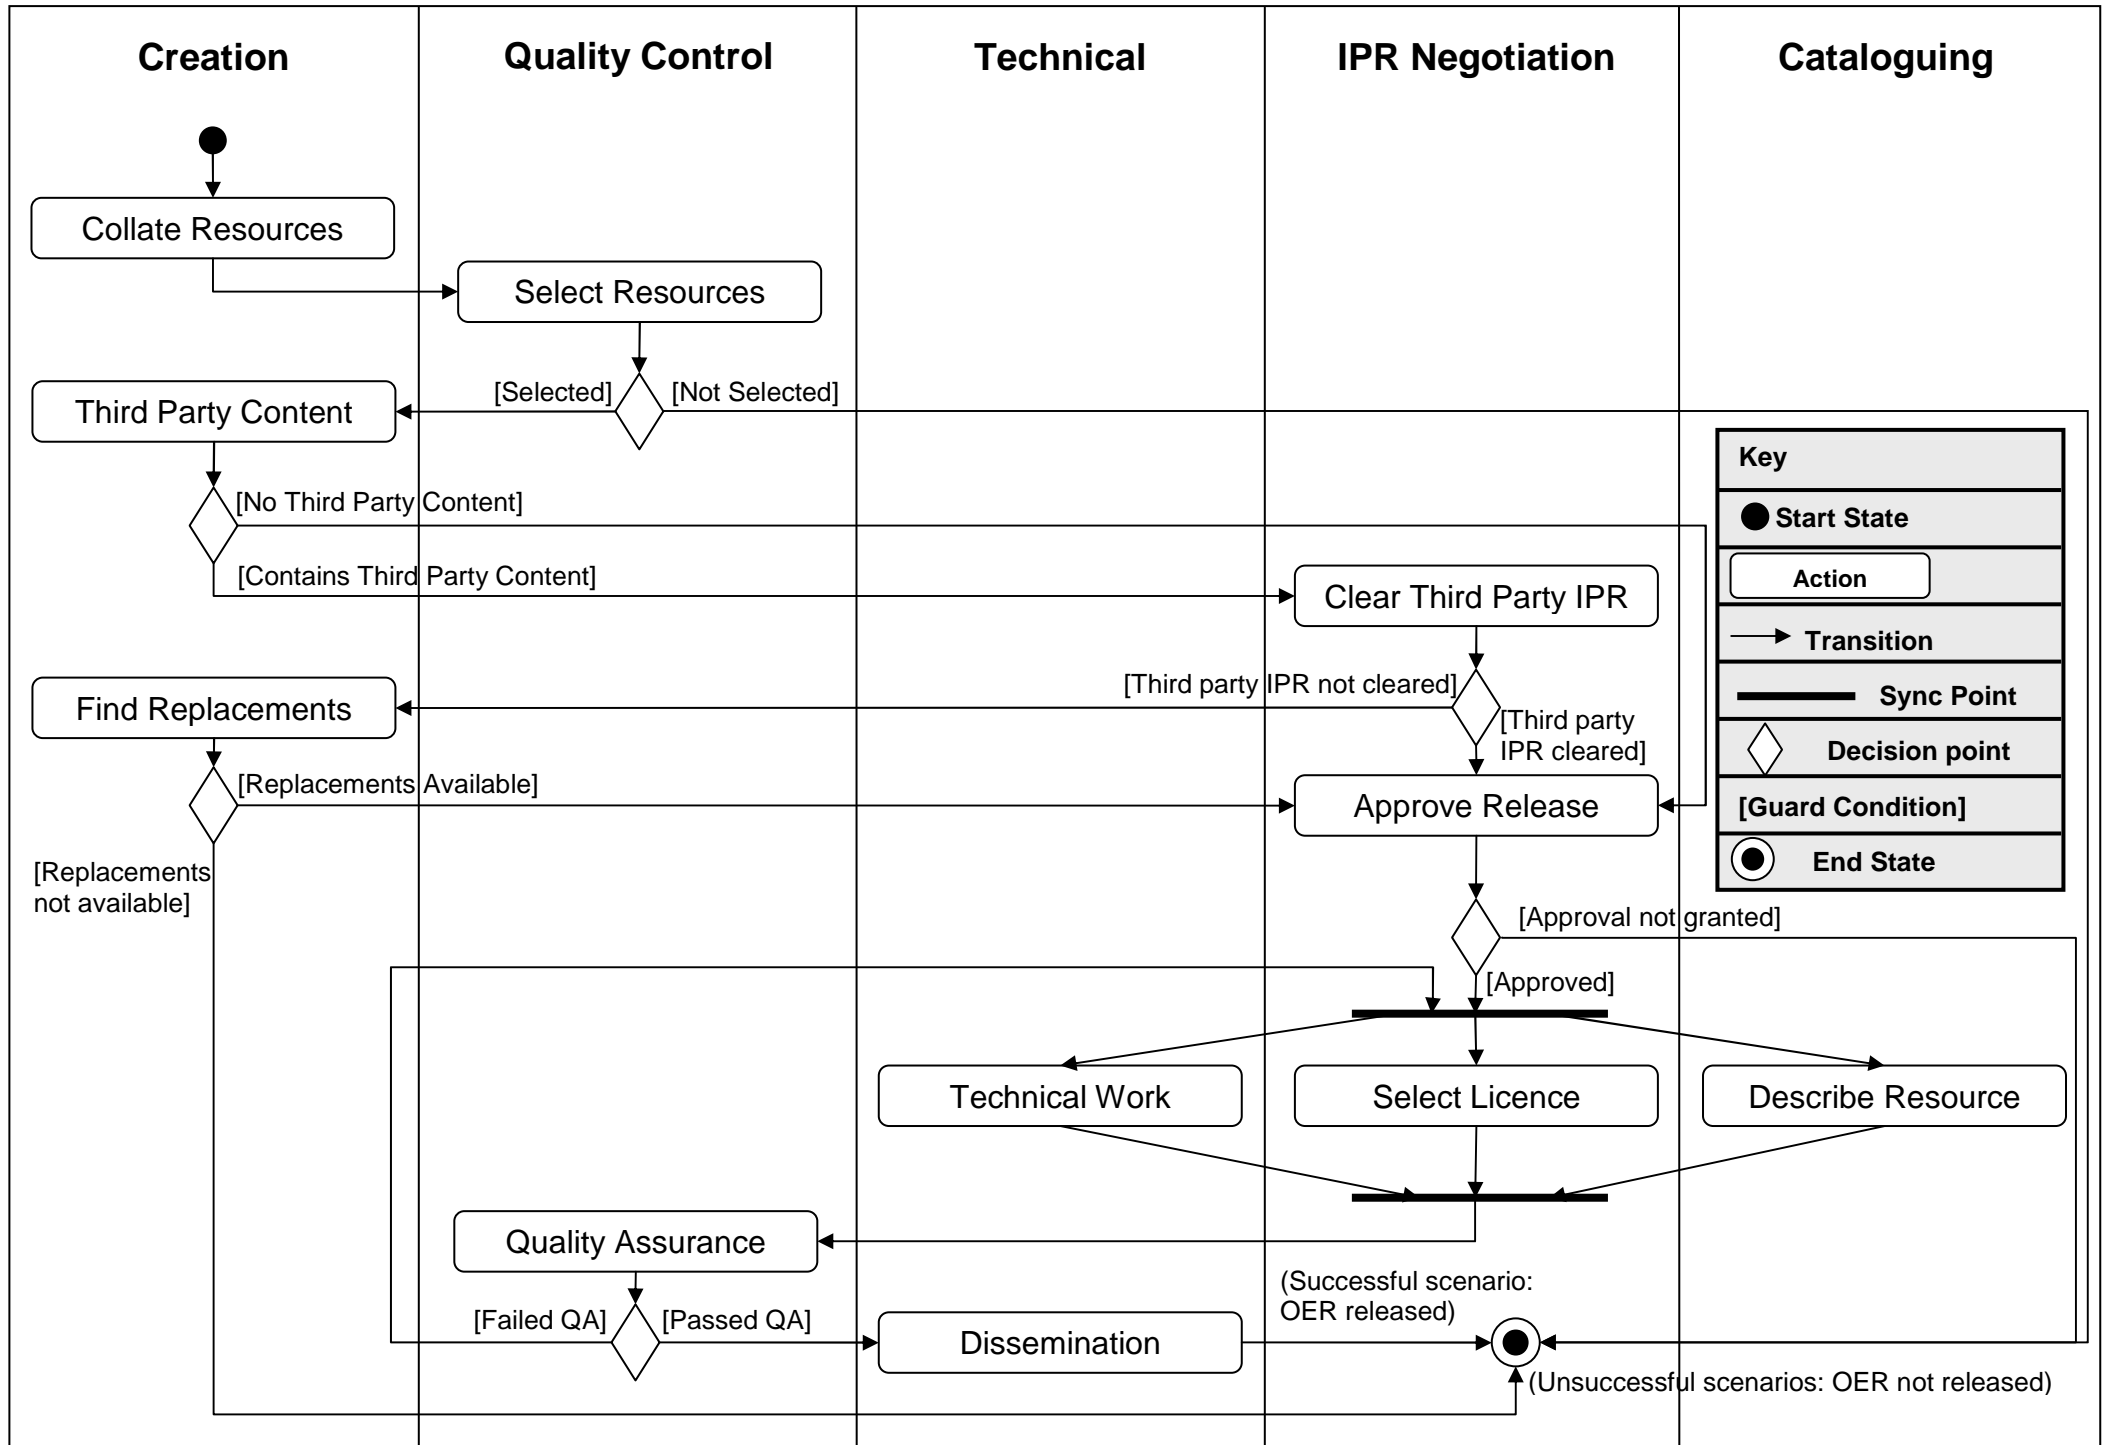 Creation
Quality Control
Technical
IPR Negotiation
Cataloguing
Collate Resources
Select Resources
[Selected]
[Not Selected]
Third Party Content
[No Third Party Content]
[Contains Third Party Content]
Clear Third Party IPR
[Third party IPR not cleared]
[Third party
IPR cleared]
Find Replacements
[Replacements Available]
[Replacements
not available]
Approve Release
[Approval not granted]
[Approved]
Technical Work
Select Licence
Describe Resource
Quality Assurance
[Failed QA]
[Passed QA]
Dissemination
(Successful scenario:
OER released)
(Unsuccessful scenarios: OER not released)
Key
Start State
Action
Transition
Sync Point
Decision point
[Guard Condition]
End State